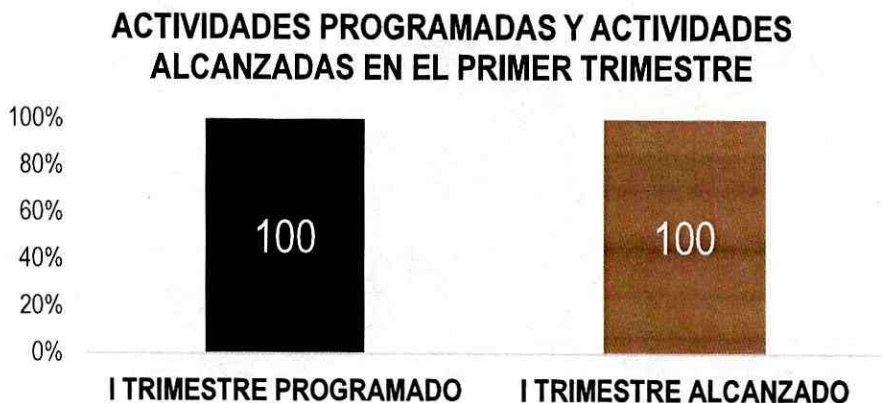 ACTIVIDADES PROGRAMADAS Y ACTIVIDADES
ALCANZADAS EN EL PRIMER TRIMESTRE
100%
80%
60%
40%
20%
0%
100
100
I TRIMESTRE PROGRAMADO
I TRIMESTRE ALCANZADO